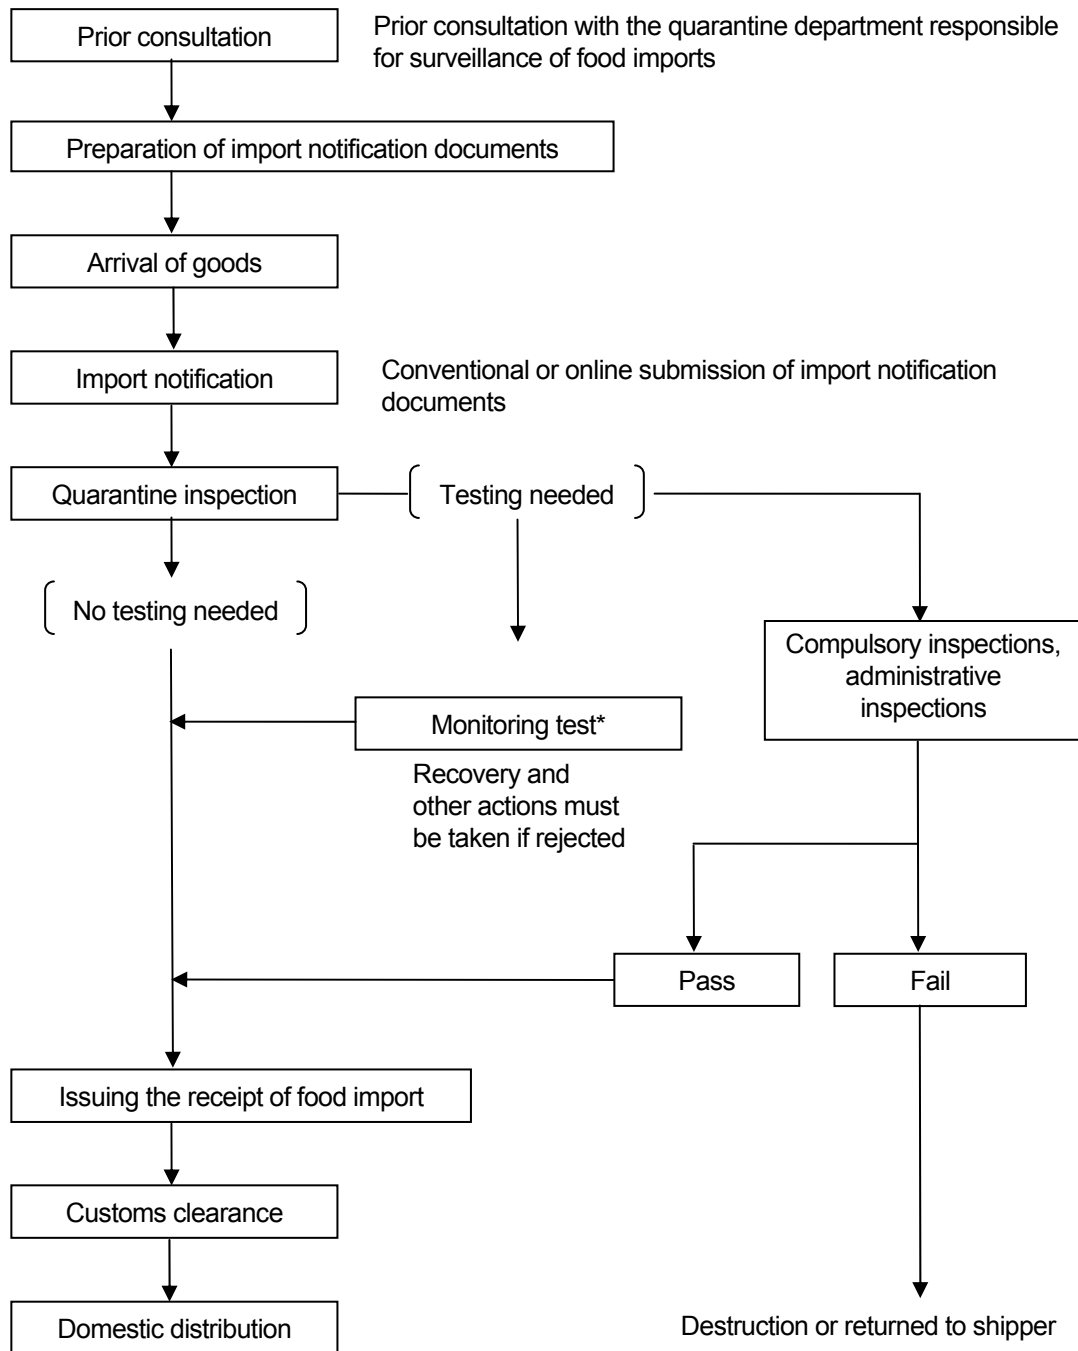 Prior consultation
Prior consultation with the quarantine department responsible
for surveillance of food imports
Preparation of import notification documents
Arrival of goods
Import notification
Conventional or online submission of import notification
documents
Quarantine inspection
Testing needed
No testing needed
Compulsory inspections,
administrative
inspections
Monitoring test*
Recovery and
other actions must
be taken if rejected
Pass
Fail
Issuing the receipt of food import
Customs clearance
Domestic distribution
Destruction or returned to shipper